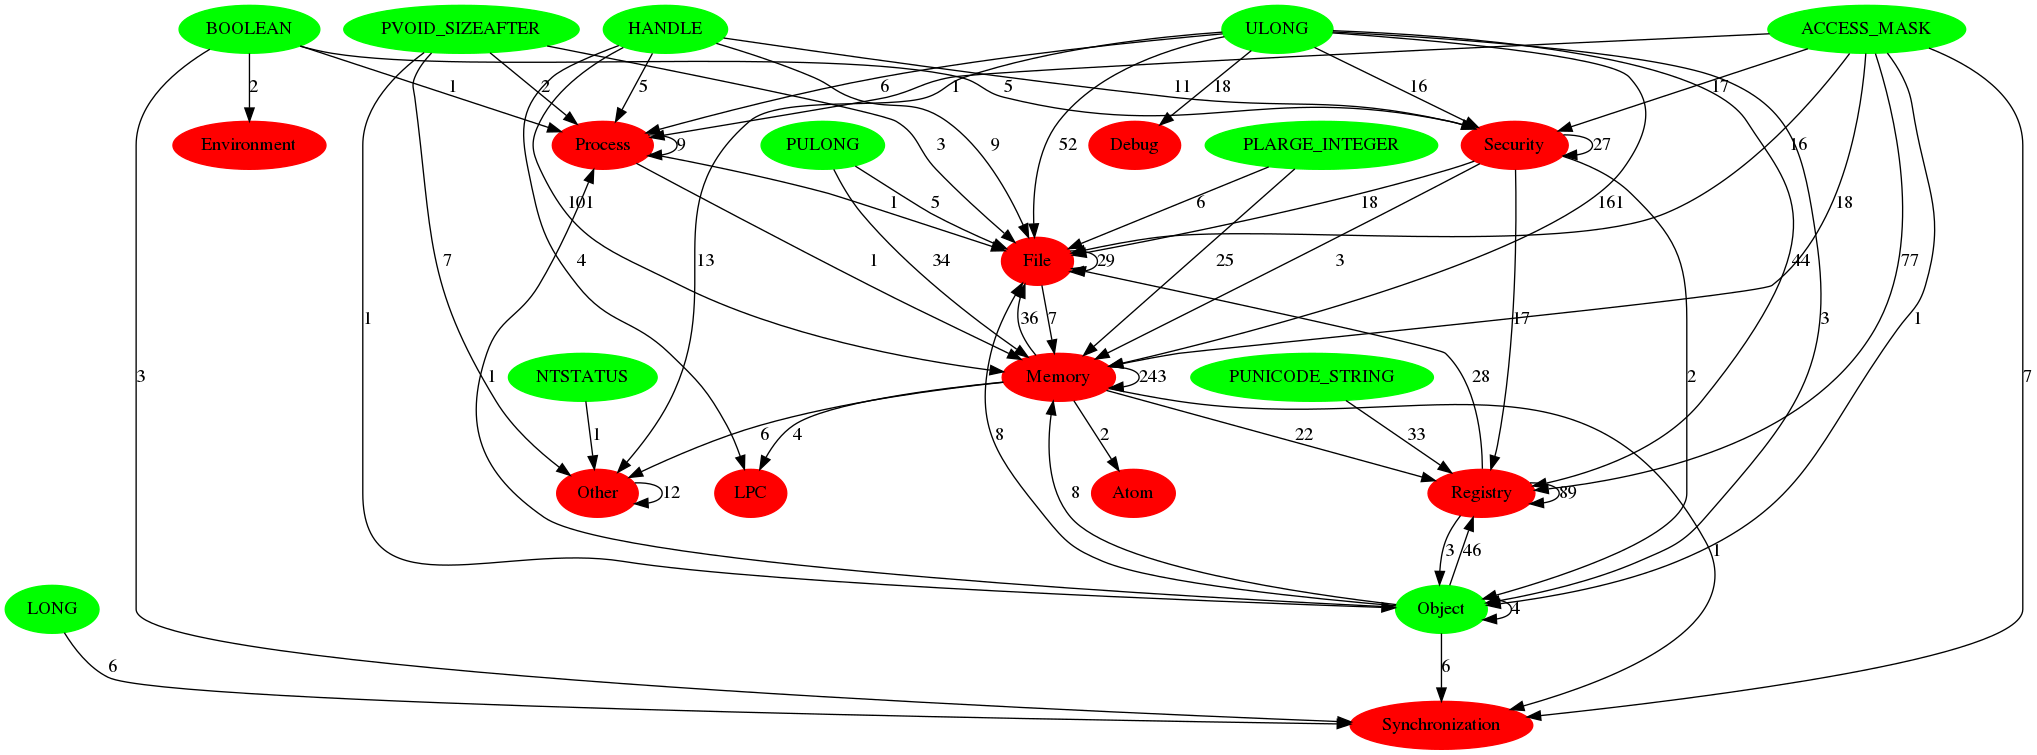 BOOLEAN PVOID_SIZEAFTER HANDLE ULONG ACCESS_MASK
2 1 2 5 6 1 5 18 11 16 17
Environment Process PULONG Debug PLARGE_INTEGER Security
9 3 9 52 16 27
101 1 5 6 18 161 18
7 4 13 34 25 3 44 77
File
29
1 1 36 7 17 3 1
3 1 NTSTATUS Memory 243 PUNICODE_STRING 28 2 7
1 6 4 2 22 33
Other 12 LPC Atom Registry 89
8 8
3 46 1
LONG Object 4
6 6
Synchronization